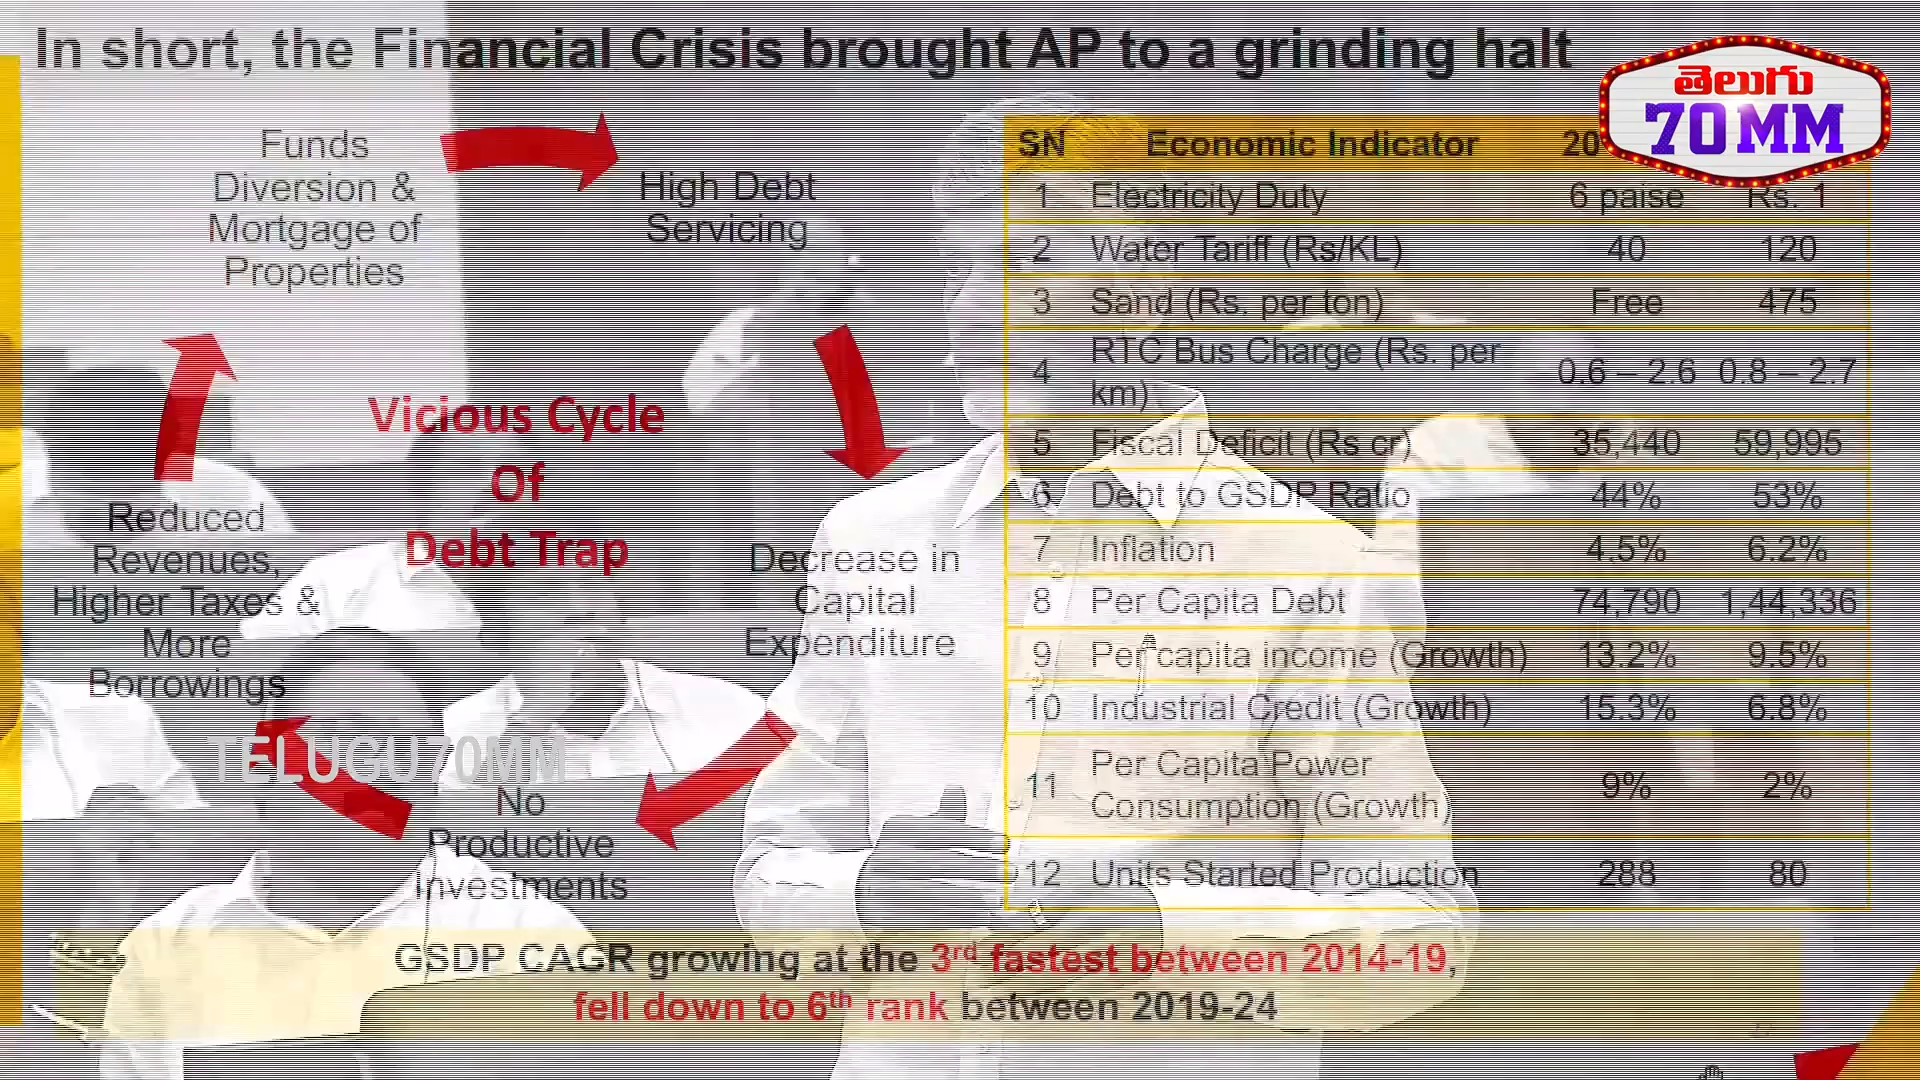 In short, the Financial Crisis brought AP to a grinding halt
తెలుగు
70MM
Funds
Diversion &
Mortgage of
Properties
High Debt
Servicing
Vicious Cycle
Of
Debt Trap
Decrease in
Capital
Expenditure
Reduced
Revenues,
Higher Taxes &
More
Borrowings
TELUGU70MM
No
Productive
Investments
SN Economic Indicator
1 Electricity Duty 6 paise Rs. 1
2 Water Tariff (Rs/KL) 40 120
3 Sand (Rs. per ton) Free 475
4 RTC Bus Charge (Rs. per km) 0.6 – 2.6 0.8 – 2.7
5 Fiscal Deficit (Rs cr) 35,440 59,995
6 Debt to GSDP Ratio 44% 53%
7 Inflation 4.5% 6.2%
8 Per Capita Debt 74,790 1,44,336
9 Per capita income (Growth) 13.2% 9.5%
10 Industrial Credit (Growth) 15.3% 6.8%
11 Per Capita Power Consumption (Growth) 9% 2%
12 Units Started Production 288 80
GSDP CAGR growing at the 3rd fastest between 2014-19,
fell down to 6th rank between 2019-24